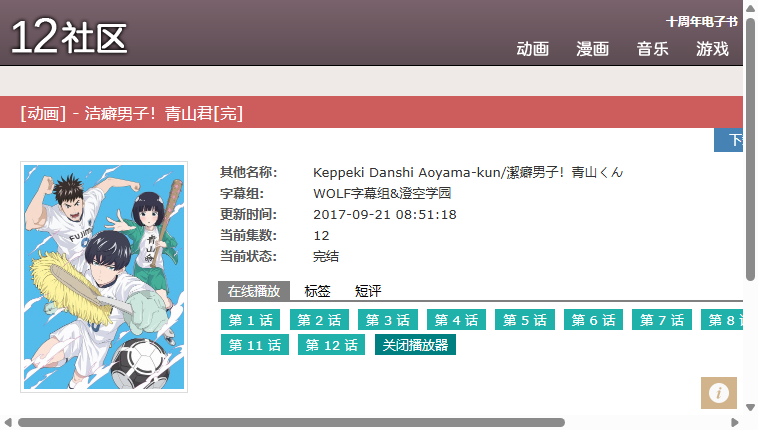 12社区
十周年电子书
动画 漫画 音乐 游戏
[动画] - 洁癖男子！青山君[完]
其他名称: Keppeki Danshi Aoyama-kun/潔癖男子！青山くん
字幕组: WOLF字幕组&澄空学园
更新时间: 2017-09-21 08:51:18
当前集数: 12
当前状态: 完结
在线播放 标签 短评
第 1 话 第 2 话 第 3 话 第 4 话 第 5 话 第 6 话 第 7 话 第 8
第 11 话 第 12 话 关闭播放器
FUJIMI
i